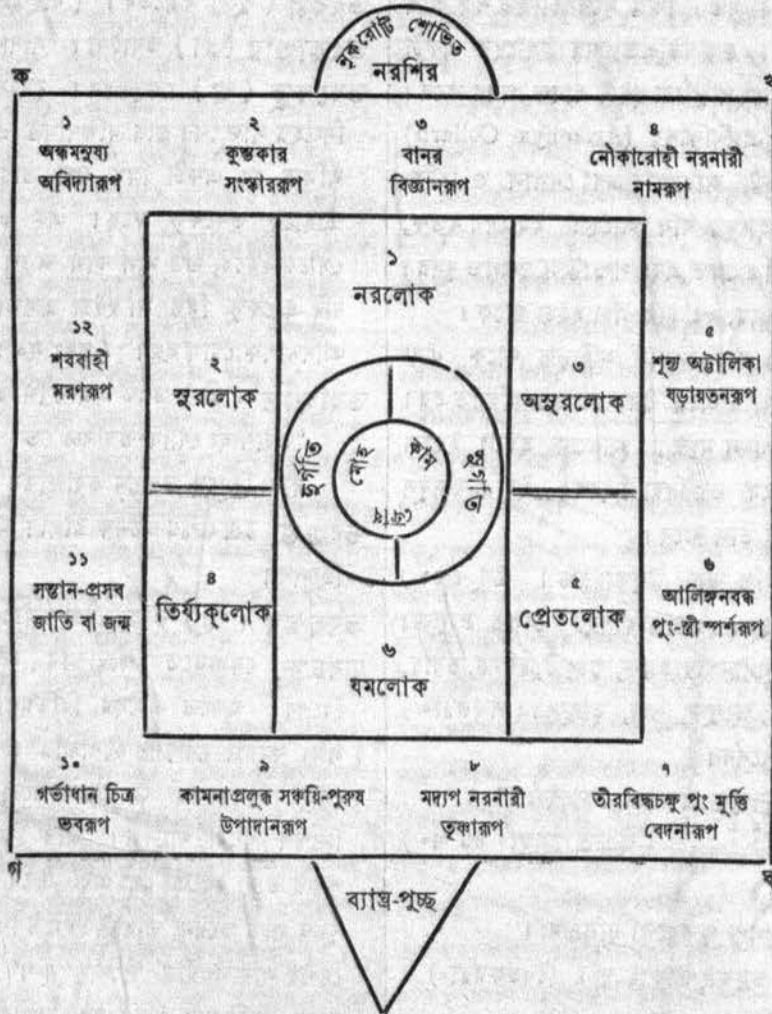 নৃকরোটি শোভিত
নরশির
ক
খ
১
অন্ধমনুষ্য
অবিদ্যারূপ
২
কুম্ভকার
সংস্কাররূপ
৩
বানর
বিজ্ঞানরূপ
৪
নৌকারোহী নরনারী
নামরূপ
১
নরলোক
১২
শববাহী
মরণরূপ
২
সুরলোক
৩
অসুরলোক
৫
শূন্য অট্টালিকা
ষড়ায়তনরূপ
দুর্গতি
মোহ
কাম
সুগতি
ক্রোধ
১১
সন্তান-প্রসব
জাতি বা জন্ম
৪
তির্য্যক্‌লোক
৫
প্রেতলোক
৬
আলিঙ্গনবদ্ধ
পুং-স্ত্রী স্পর্শরূপ
৬
যমলোক
১০
গর্ভাধান চিত্র
ভবরূপ
৯
কামনাপ্রলুব্ধ সঞ্চয়ি-পুরুষ
উপাদানরূপ
৮
মদ্যপ নরনারী
তৃষ্ণারূপ
৭
তীরবিদ্ধচক্ষু পুং মূর্ত্তি
বেদনারূপ
গ
ঘ
ব্যাঘ্র-পুচ্ছ